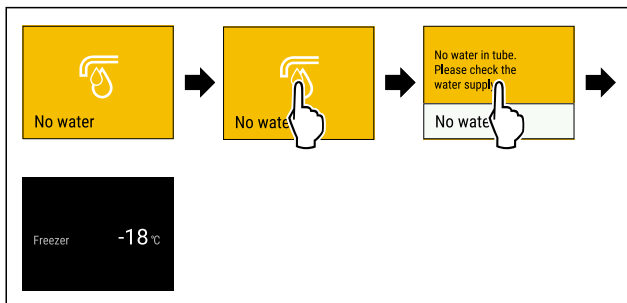 No water
No wate
No water in tube.
Please check the
water supply
No wate
Freezer -18 °C